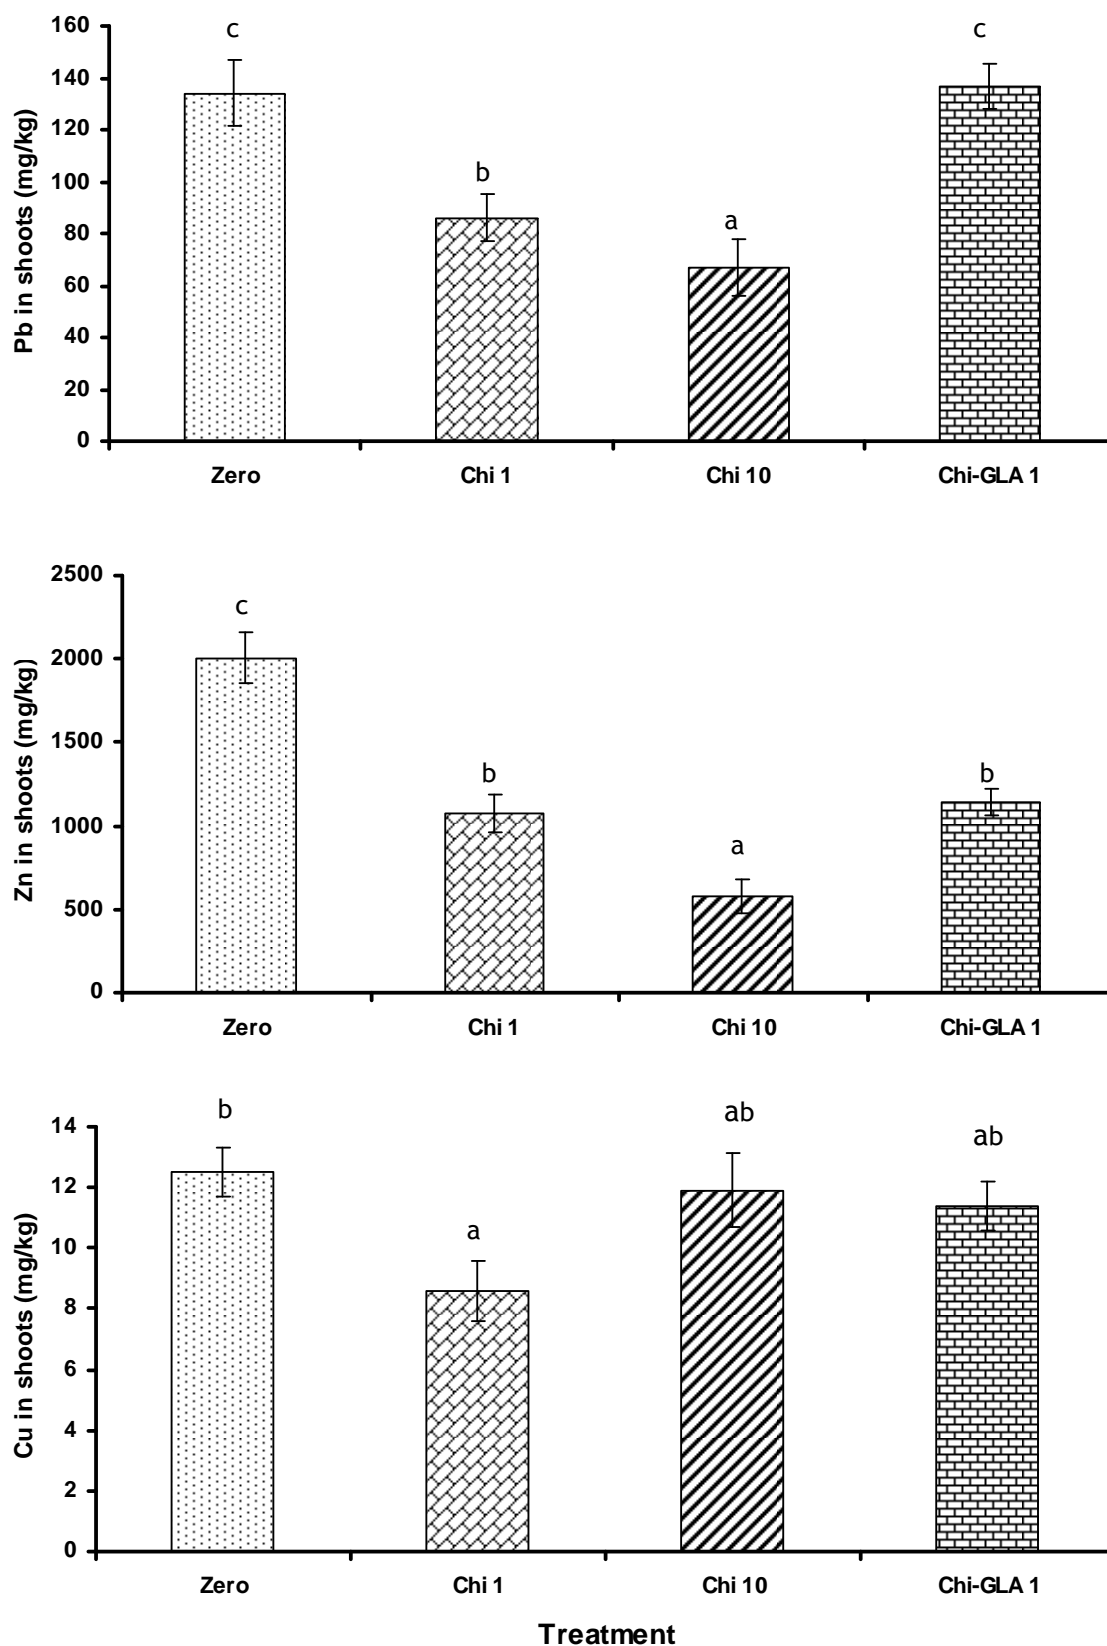 160
140
120
100
80
60
40
20
0
Pb in shoots (mg/kg)
c
b
a
c
Zero Chi 1 Chi 10 Chi-GLA 1
2500
2000
1500
1000
500
0
Zn in shoots (mg/kg)
c
b
a
b
Zero Chi 1 Chi 10 Chi-GLA 1
14
12
10
8
6
4
2
0
Cu in shoots (mg/kg)
b
a
ab
ab
Zero Chi 1 Chi 10 Chi-GLA 1
Treatment